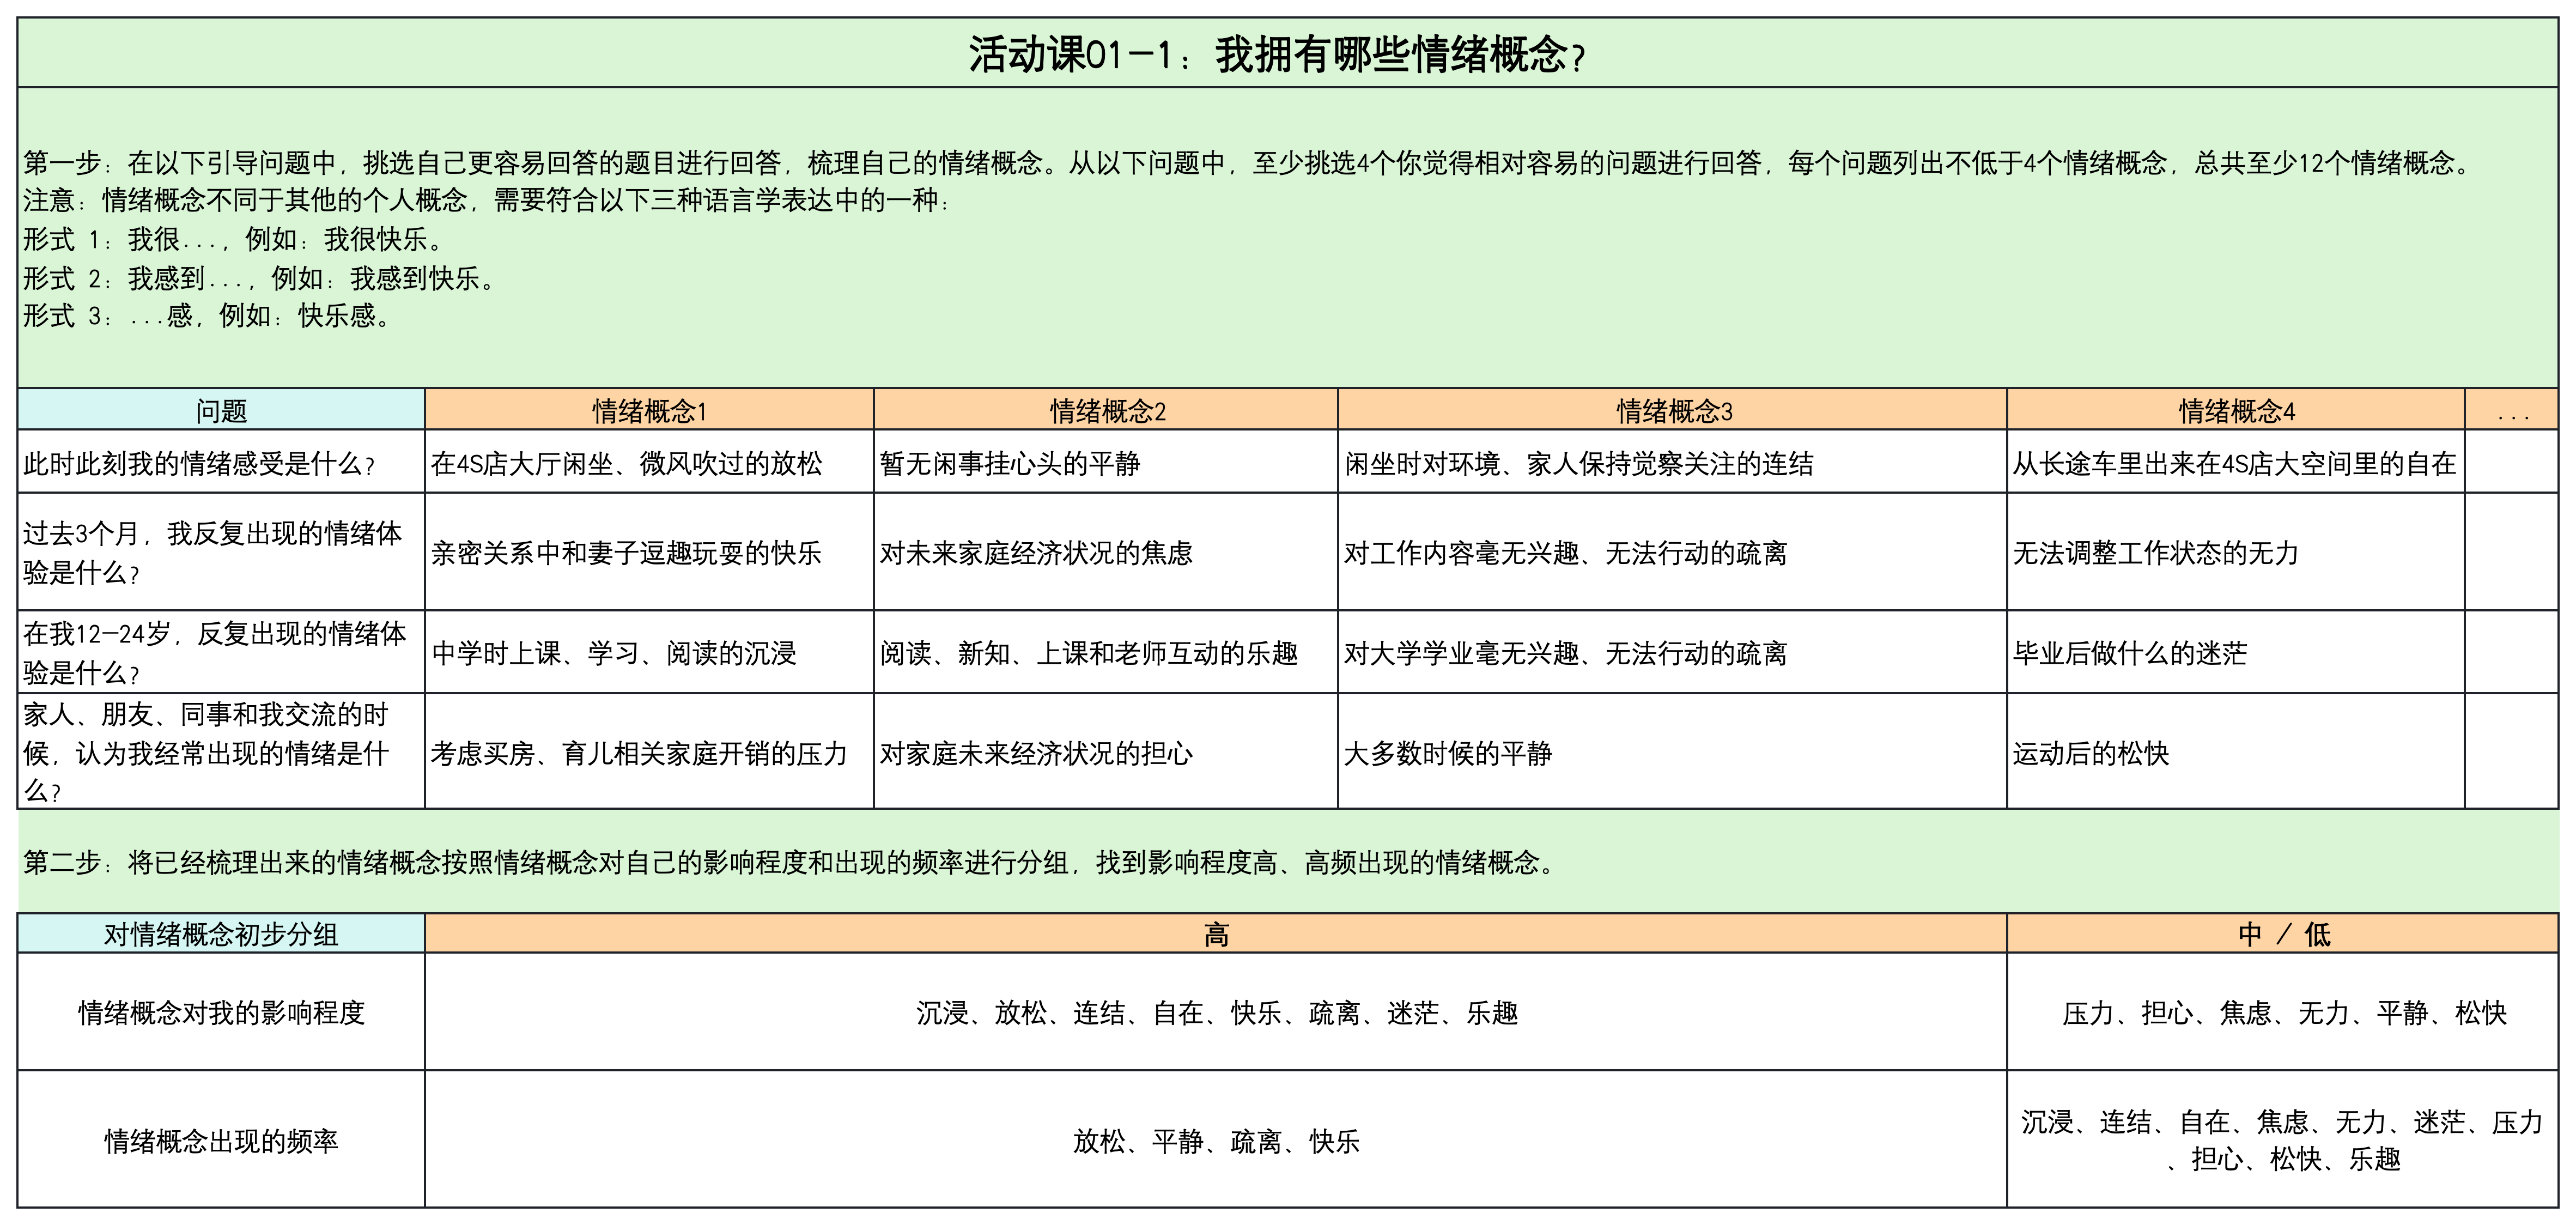 活动课01-1：我拥有哪些情绪概念?
第一步：在以下引导问题中，挑选自己更容易回答的题目进行回答，梳理自己的情绪概念。从以下问题中，至少挑选4个你觉得相对容易的问题进行回答，每个问题列出不低于4个情绪概念，总共至少12个情绪概念。
注意：情绪概念不同于其他的个人概念，需要符合以下三种语言学表达中的一种：
形式 1：我很...，例如：我很快乐。
形式 2：我感到...，例如：我感到快乐。
形式 3：...感，例如：快乐感。
问题 情绪概念1 情绪概念2 情绪概念3 情绪概念4 ...
此时此刻我的情绪感受是什么? 在4S店大厅闲坐、微风吹过的放松 暂无闲事挂心头的平静 闲坐时对环境、家人保持觉察关注的连结 从长途车里出来在4S店大空间里的自在
过去3个月，我反复出现的情绪体
验是什么? 亲密关系中和妻子逗趣玩耍的快乐 对未来家庭经济状况的焦虑 对工作内容毫无兴趣、无法行动的疏离 无法调整工作状态的无力
在我12-24岁，反复出现的情绪体
验是什么? 中学时上课、学习、阅读的沉浸 阅读、新知、上课和老师互动的乐趣 对大学学业毫无兴趣、无法行动的疏离 毕业后做什么的迷茫
家人、朋友、同事和我交流的时
候，认为我经常出现的情绪是什
么? 考虑买房、育儿相关家庭开销的压力 对家庭未来经济状况的担心 大多数时候的平静 运动后的松快
第二步：将已经梳理出来的情绪概念按照情绪概念对自己的影响程度和出现的频率进行分组，找到影响程度高、高频出现的情绪概念。
对情绪概念初步分组 高 中 / 低
情绪概念对我的影响程度 沉浸、放松、连结、自在、快乐、疏离、迷茫、乐趣 压力、担心、焦虑、无力、平静、松快
情绪概念出现的频率 放松、平静、疏离、快乐 沉浸、连结、自在、焦虑、无力、迷茫、压力
、担心、松快、乐趣